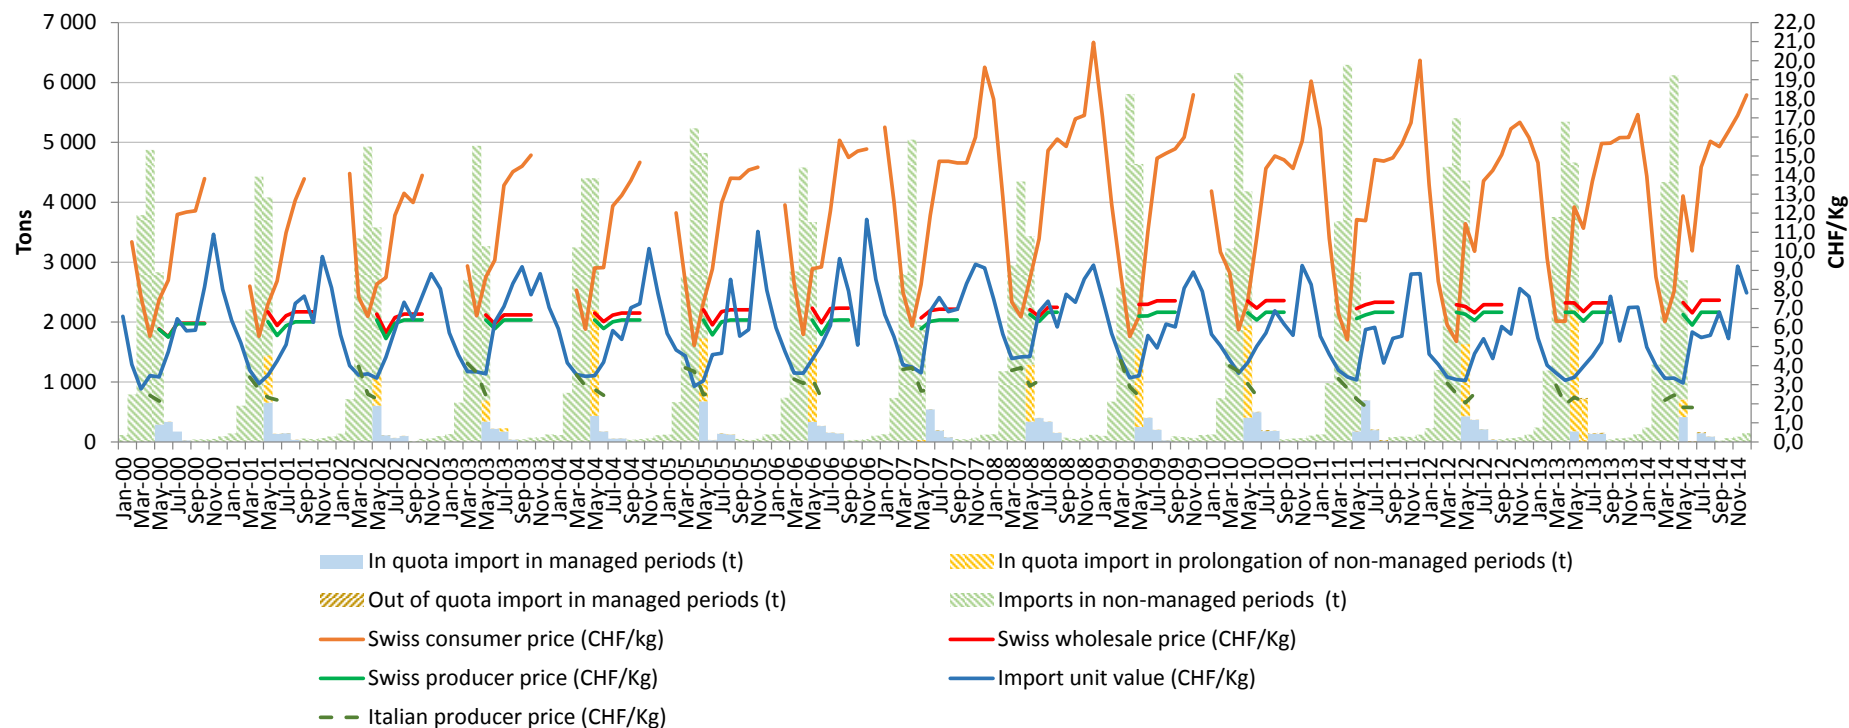 7 000
6 000
5 000
4 000
3 000
2 000
1 000
0
Tons
22,0
21,0
20,0
19,0
18,0
17,0
16,0
15,0
14,0
13,0
12,0
11,0
10,0
9,0
8,0
7,0
6,0
5,0
4,0
3,0
2,0
1,0
0,0
CHF/Kg
Jan-00
Mar-00
May-00
Jul-00
Sep-00
Nov-00
Jan-01
Mar-01
May-01
Jul-01
Sep-01
Nov-01
Jan-02
Mar-02
May-02
Jul-02
Sep-02
Nov-02
Jan-03
Mar-03
May-03
Jul-03
Sep-03
Nov-03
Jan-04
Mar-04
May-04
Jul-04
Sep-04
Nov-04
Jan-05
Mar-05
May-05
Jul-05
Sep-05
Nov-05
Jan-06
Mar-06
May-06
Jul-06
Sep-06
Nov-06
Jan-07
Mar-07
May-07
Jul-07
Sep-07
Nov-07
Jan-08
Mar-08
May-08
Jul-08
Sep-08
Nov-08
Jan-09
Mar-09
May-09
Jul-09
Sep-09
Nov-09
Jan-10
Mar-10
May-10
Jul-10
Sep-10
Nov-10
Jan-11
Mar-11
May-11
Jul-11
Sep-11
Nov-11
Jan-12
Mar-12
May-12
Jul-12
Sep-12
Nov-12
Jan-13
Mar-13
May-13
Jul-13
Sep-13
Nov-13
Jan-14
Mar-14
May-14
Jul-14
Sep-14
Nov-14
In quota import in managed periods (t)
In quota import in prolongation of non-managed periods (t)
Out of quota import in managed periods (t)
Imports in non-managed periods (t)
Swiss consumer price (CHF/kg)
Swiss wholesale price (CHF/Kg)
Swiss producer price (CHF/Kg)
Import unit value (CHF/Kg)
Italian producer price (CHF/Kg)